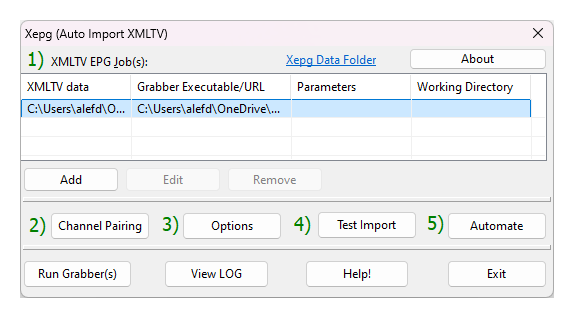 Xepg (Auto Import XMLTV)
1) XMLTV EPG Job(s): Xepg Data Folder About
XMLTV data Grabber Executable/URL Parameters Working Directory
C:\Users\alefd\O... C:\Users\alefd\OneDrive\...
Add Edit Remove
2) Channel Pairing 3) Options 4) Test Import 5) Automate
Run Grabber(s) View LOG Help! Exit